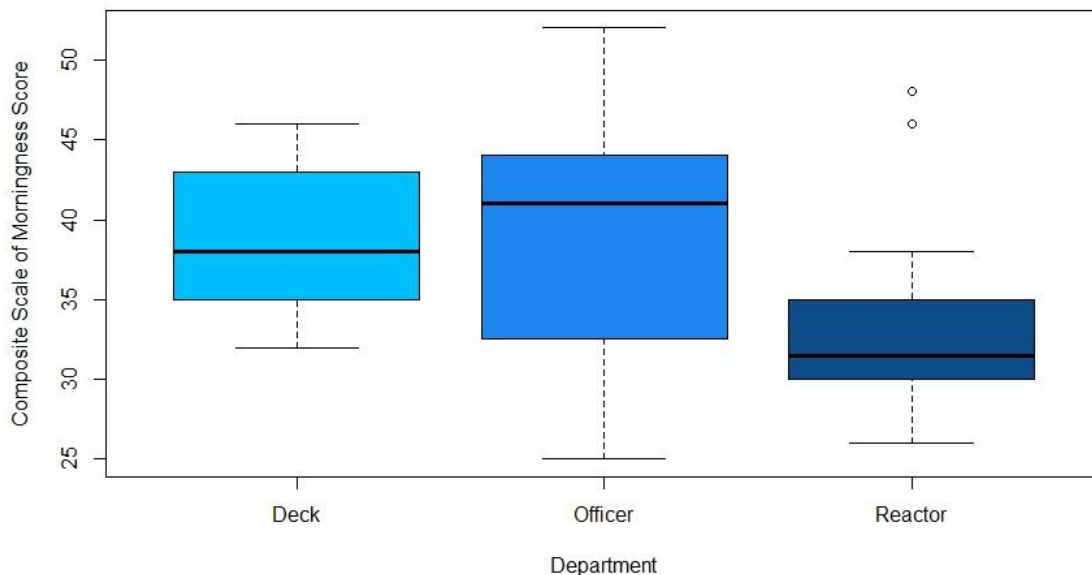 Composite Scale of Morningness Score
50
45
40
35
30
25
Deck
Officer
Reactor
Department